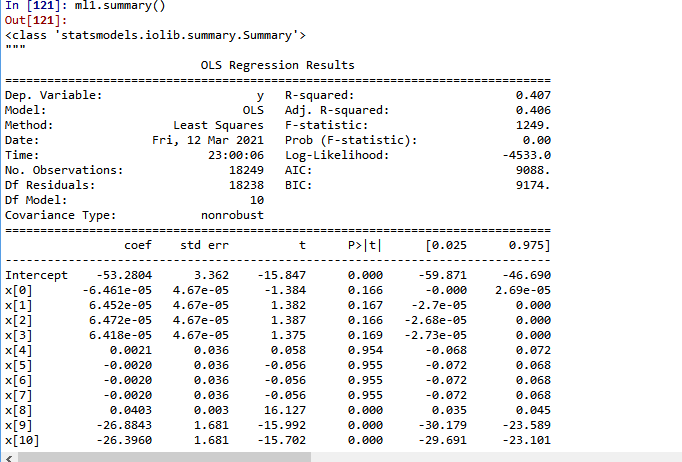 In [121]: ml1.summary()
Out[121]:
<class 'statsmodels.iolib.summary.Summary'>
"""
                            OLS Regression Results
==============================================================================
Dep. Variable:                      y   R-squared:                       0.407
Model:                            OLS   Adj. R-squared:                  0.406
Method:                 Least Squares   F-statistic:                     1249.
Date:                Fri, 12 Mar 2021   Prob (F-statistic):               0.00
Time:                        23:00:06   Log-Likelihood:                -4533.0
No. Observations:               18249   AIC:                             9088.
Df Residuals:                   18238   BIC:                             9174.
Df Model:                          10
Covariance Type:            nonrobust
==============================================================================
                 coef    std err          t      P>|t|      [0.025      0.975]
------------------------------------------------------------------------------
Intercept    -53.2804      3.362    -15.847      0.000     -59.871     -46.690
x[0]       -6.461e-05   4.67e-05     -1.384      0.166      -0.000    2.69e-05
x[1]        6.452e-05   4.67e-05      1.382      0.167    -2.7e-05       0.000
x[2]        6.472e-05   4.67e-05      1.387      0.166   -2.68e-05       0.000
x[3]        6.418e-05   4.67e-05      1.375      0.169   -2.73e-05       0.000
x[4]           0.0021      0.036      0.058      0.954      -0.068       0.072
x[5]          -0.0020      0.036     -0.056      0.955      -0.072       0.068
x[6]          -0.0020      0.036     -0.056      0.955      -0.072       0.068
x[7]          -0.0020      0.036     -0.056      0.955      -0.072       0.068
x[8]           0.0403      0.003     16.127      0.000       0.035       0.045
x[9]         -26.8843      1.681    -15.992      0.000     -30.179     -23.589
x[10]        -26.3960      1.681    -15.702      0.000     -29.691     -23.101